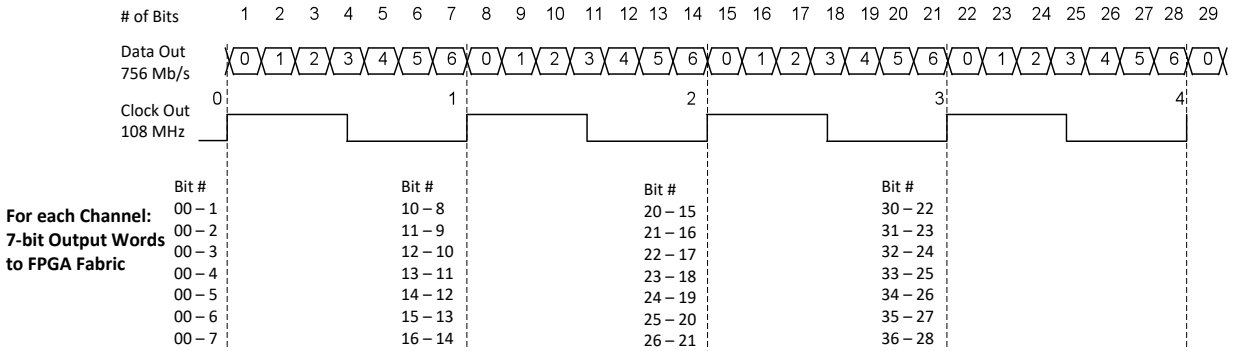 # of Bits 1 2 3 4 5 6 7 8 9 10 11 12 13 14 15 16 17 18 19 20 21 22 23 24 25 26 27 28 29
Data Out 0 1 2 3 4 5 6 0 1 2 3 4 5 6 0 1 2 3 4 5 6 0 1 2 3 4 5 6 0
756 Mb/s
0 1 2 3 4
Clock Out
108 MHz
For each Channel:
7-bit Output Words
to FPGA Fabric
Bit #
00 – 1
00 – 2
00 – 3
00 – 4
00 – 5
00 – 6
00 – 7
Bit #
10 – 8
11 – 9
12 – 10
13 – 11
14 – 12
15 – 13
16 – 14
Bit #
20 – 15
21 – 16
22 – 17
23 – 18
24 – 19
25 – 20
26 – 21
Bit #
30 – 22
31 – 23
32 – 24
33 – 25
34 – 26
35 – 27
36 – 28